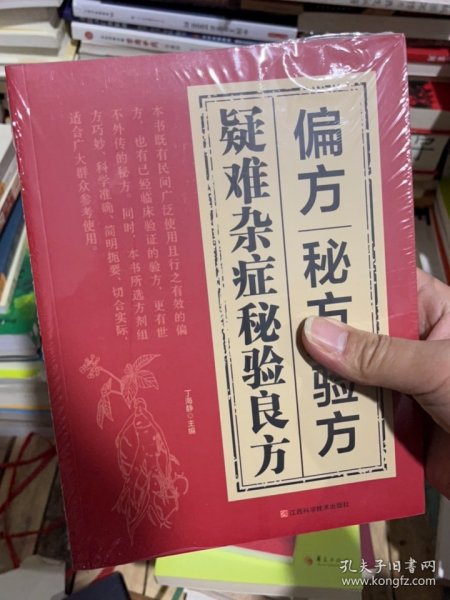 偏方 秘方 验方
疑难杂症秘验良方
本书既有民间广泛使用且行之有效的偏
方，也有已经临床验证的验方，更有世
不外传的秘方。同时，本书所选方剂组
方巧妙、科学准确、简明扼要、切合实际，
适合广大群众参考使用。
丁海静 主编
江西科学技术出版社
孔夫子旧书网
www.kongfz.com